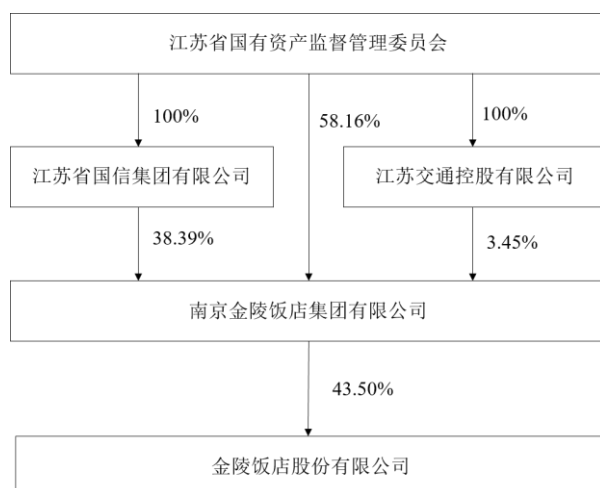 江苏省国有资产监督管理委员会
100%
58.16%
100%
江苏省国信集团有限公司
江苏交通控股有限公司
38.39%
3.45%
南京金陵饭店集团有限公司
43.50%
金陵饭店股份有限公司